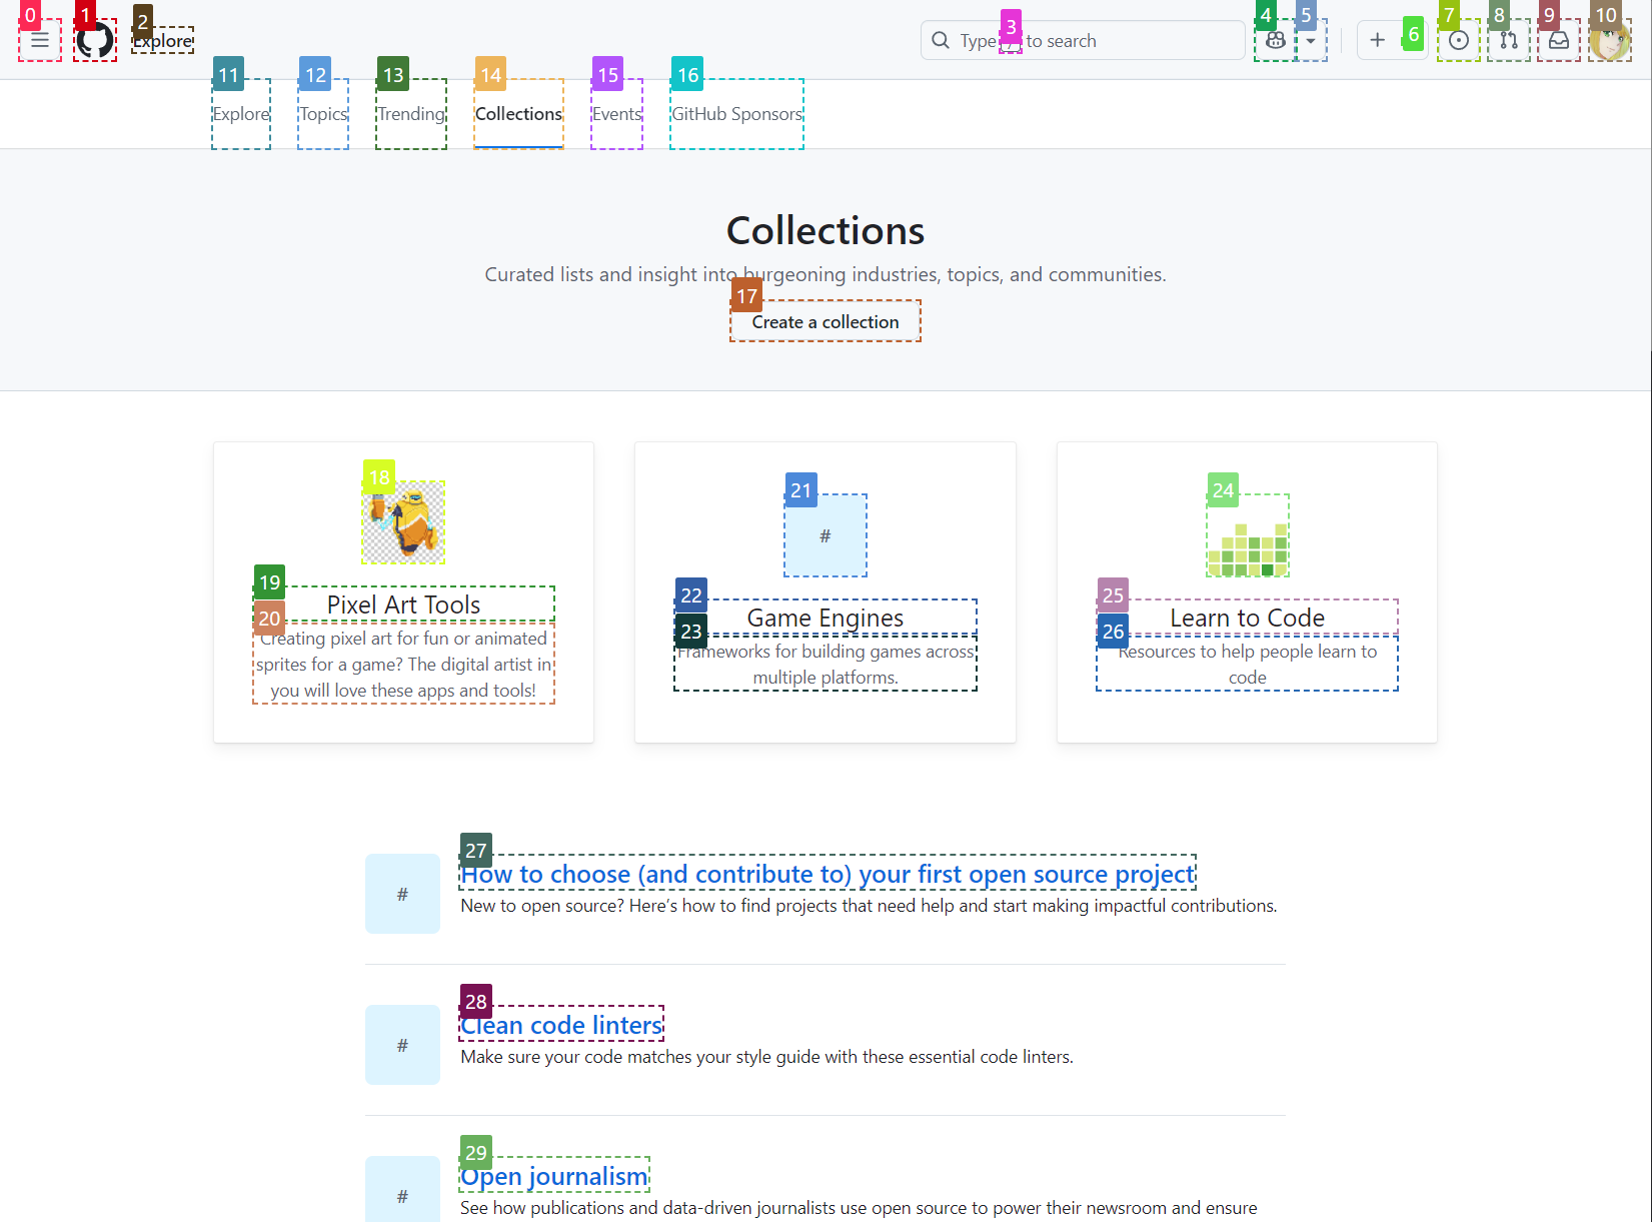 0
1
2
Explore
Type / to search
3
4
5
6
7
8
9
10
11
12
13
14
15
16
Explore
Topics
Trending
Collections
Events
GitHub Sponsors
Collections
Curated lists and insight into burgeoning industries, topics, and communities.
17
Create a collection
18
19
Pixel Art Tools
20
Creating pixel art for fun or animated
sprites for a game? The digital artist in
you will love these apps and tools!
21
#
22
Game Engines
23
Frameworks for building games across
multiple platforms.
24
25
Learn to Code
26
Resources to help people learn to
code
27
#
How to choose (and contribute to) your first open source project
New to open source? Here's how to find projects that need help and start making impactful contributions.
28
#
Clean code linters
Make sure your code matches your style guide with these essential code linters.
29
#
Open journalism
See how publications and data-driven journalists use open source to power their newsroom and ensure